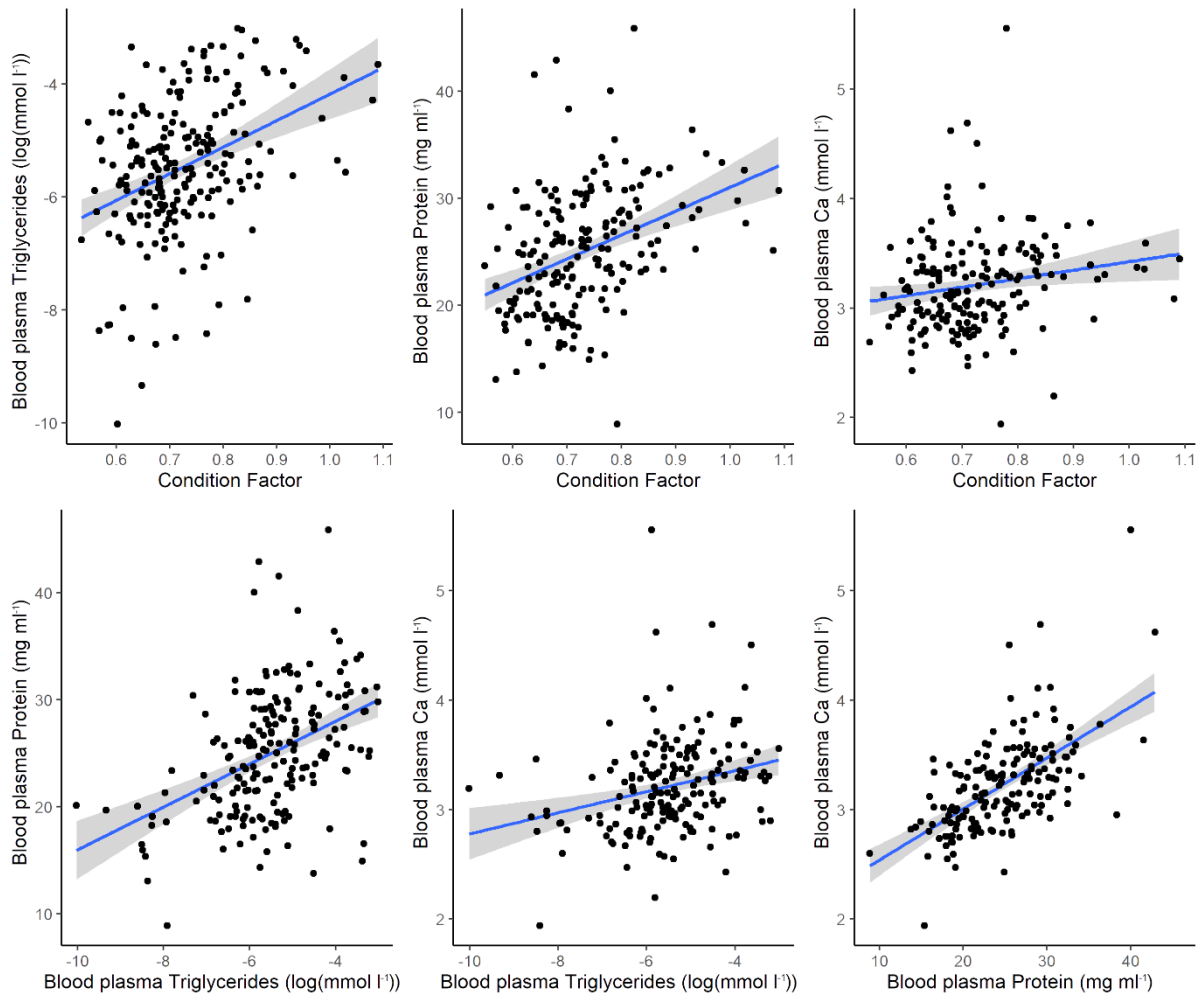 Blood plasma Triglycerides (log(mmol l⁻¹))
-4
-6
-8
-10
0.6 0.7 0.8 0.9 1.0 1.1
Condition Factor
Blood plasma Protein (mg ml⁻¹)
40
30
20
10
0.6 0.7 0.8 0.9 1.0 1.1
Condition Factor
Blood plasma Ca (mmol l⁻¹)
5
4
3
2
0.6 0.7 0.8 0.9 1.0 1.1
Condition Factor
Blood plasma Protein (mg ml⁻¹)
40
30
20
10
-10 -8 -6 -4
Blood plasma Triglycerides (log(mmol l⁻¹))
Blood plasma Ca (mmol l⁻¹)
5
4
3
2
-10 -8 -6 -4
Blood plasma Triglycerides (log(mmol l⁻¹))
Blood plasma Ca (mmol l⁻¹)
5
4
3
2
10 20 30 40
Blood plasma Protein (mg ml⁻¹)